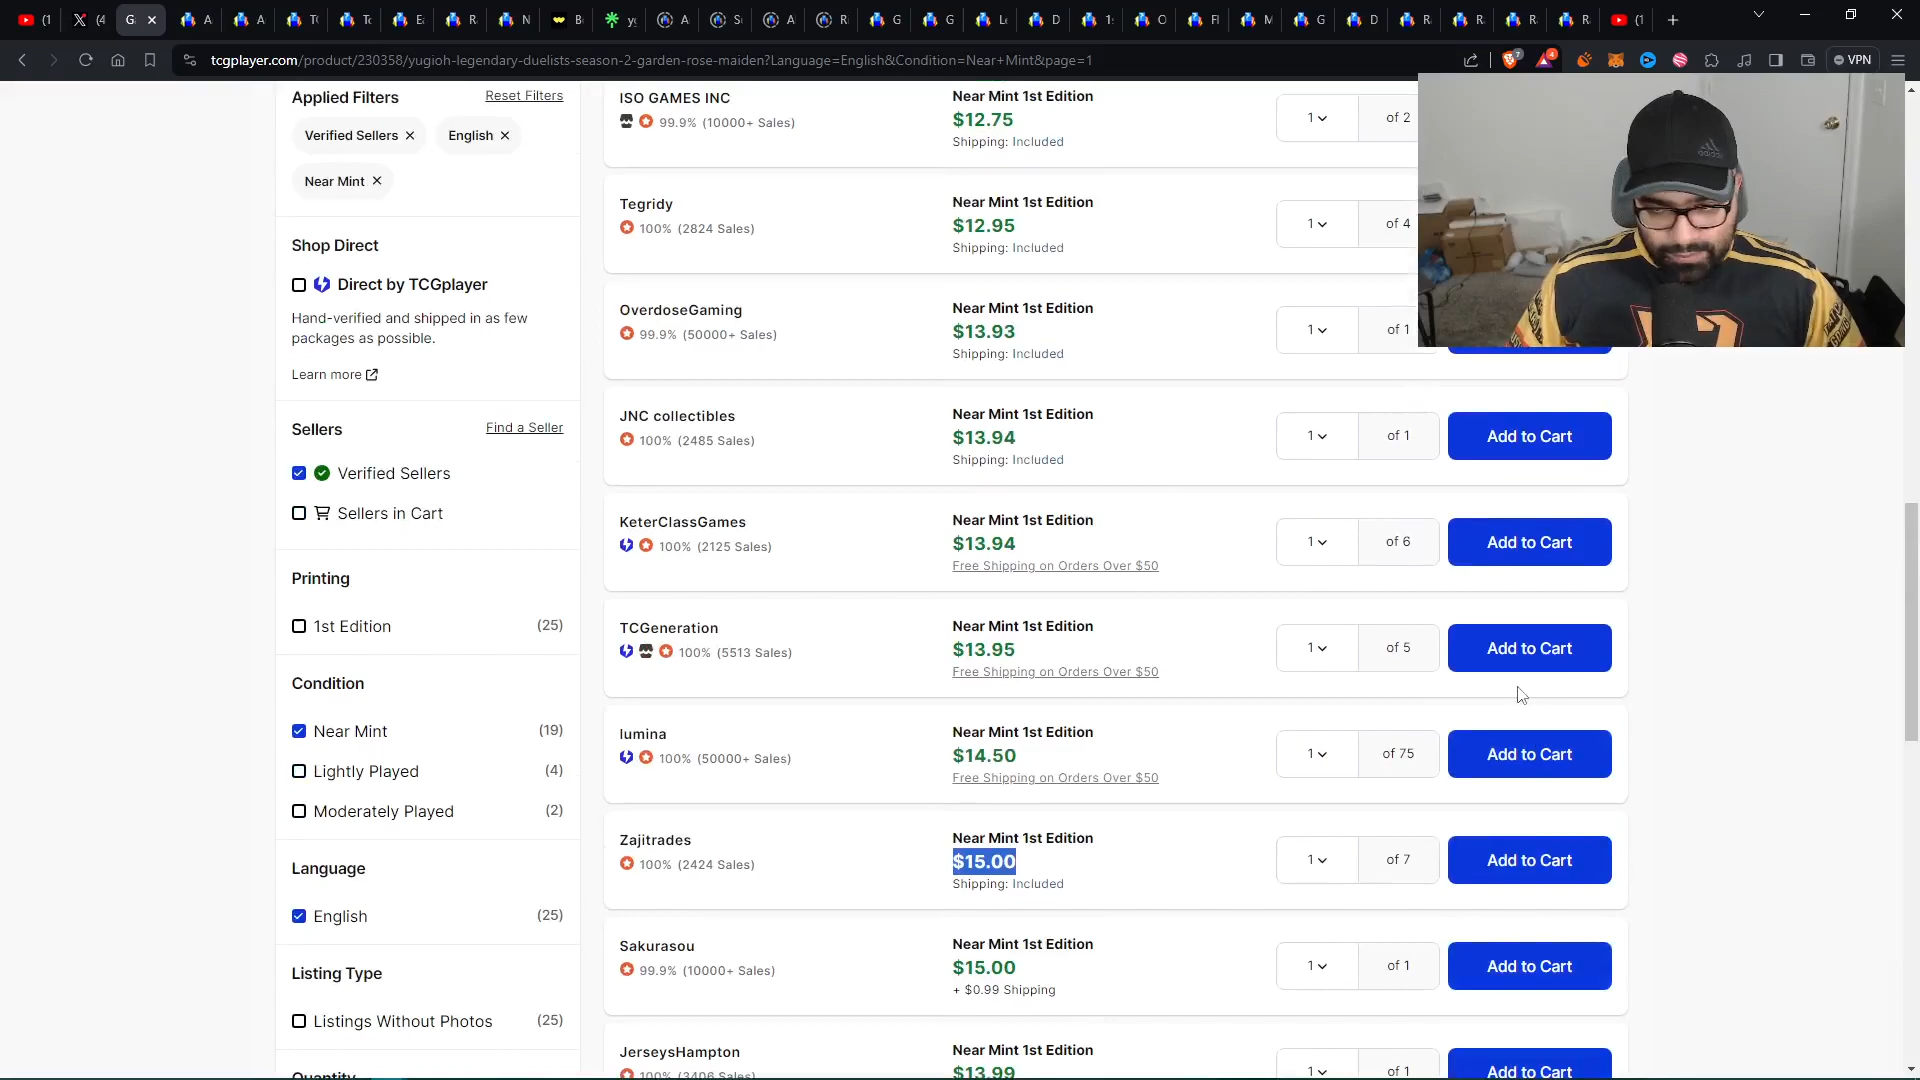 (1
(4
G
tcgplayer.com/product/230358/yugioh-legendary-duelists-season-2-garden-rose-maiden?Language=English&Condition=Near+Mint&page=1
VPN
Applied Filters
Reset Filters
Verified Sellers
English
Near Mint
Shop Direct
Direct by TCGplayer
Hand-verified and shipped in as few
packages as possible.
Learn more
Sellers
Find a Seller
Verified Sellers
Sellers in Cart
Printing
1st Edition (25)
Condition
Near Mint (19)
Lightly Played (4)
Moderately Played (2)
Language
English (25)
Listing Type
Listings Without Photos (25)
Quantity
ISO GAMES INC
99.9% (10000+ Sales)
Near Mint 1st Edition
$12.75
Shipping: Included
1 of 2
Tegridy
100% (2824 Sales)
Near Mint 1st Edition
$12.95
Shipping: Included
1 of 4
OverdoseGaming
99.9% (50000+ Sales)
Near Mint 1st Edition
$13.93
Shipping: Included
1 of 1
JNC collectibles
100% (2485 Sales)
Near Mint 1st Edition
$13.94
Shipping: Included
1 of 1
Add to Cart
KeterClassGames
100% (2125 Sales)
Near Mint 1st Edition
$13.94
Free Shipping on Orders Over $50
1 of 6
Add to Cart
TCGeneration
100% (5513 Sales)
Near Mint 1st Edition
$13.95
Free Shipping on Orders Over $50
1 of 5
Add to Cart
lumina
100% (50000+ Sales)
Near Mint 1st Edition
$14.50
Free Shipping on Orders Over $50
1 of 75
Add to Cart
Zajitrades
100% (2424 Sales)
Near Mint 1st Edition
$15.00
Shipping: Included
1 of 7
Add to Cart
Sakurasou
99.9% (10000+ Sales)
Near Mint 1st Edition
$15.00
+ $0.99 Shipping
1 of 1
Add to Cart
JerseysHampton
100% (3406 Sales)
Near Mint 1st Edition
$13.99
1 of 1
Add to Cart
adidas